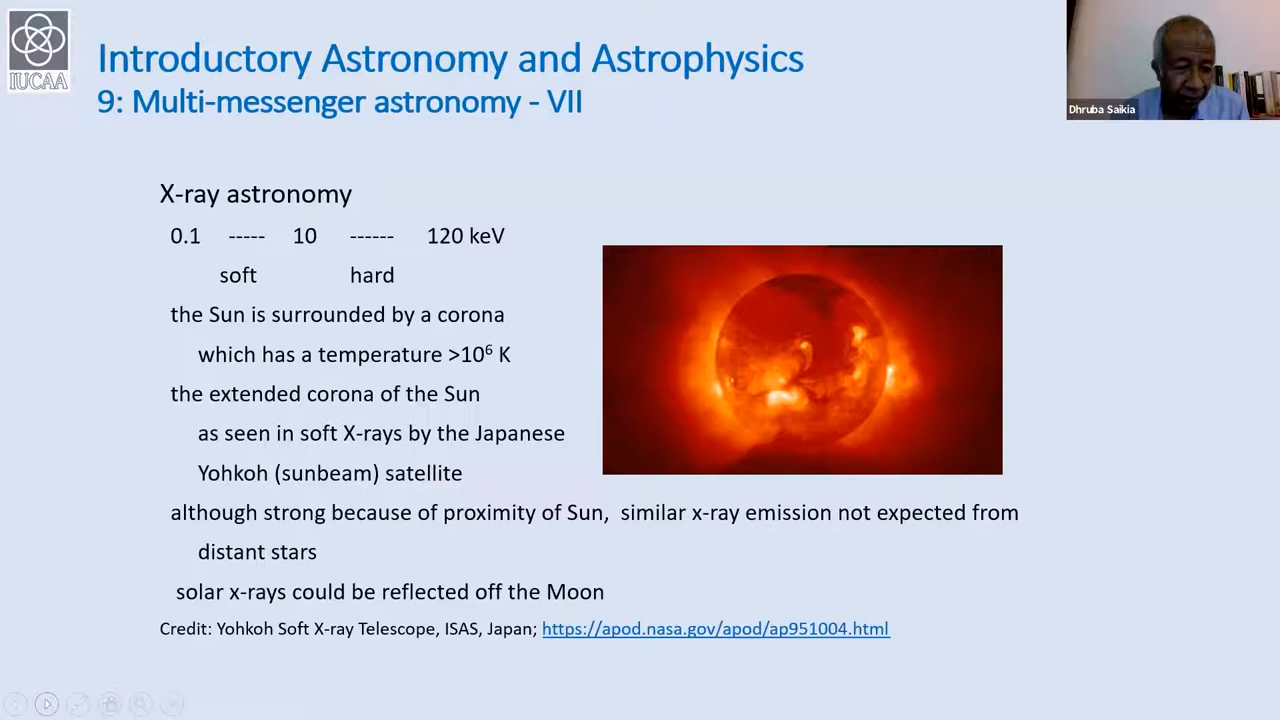 IUCAA
Introductory Astronomy and Astrophysics
9: Multi-messenger astronomy - VII
Dhruba Saikia
X-ray astronomy
0.1 ----- 10 ------ 120 keV
soft hard
the Sun is surrounded by a corona
which has a temperature >10⁶ K
the extended corona of the Sun
as seen in soft X-rays by the Japanese
Yohkoh (sunbeam) satellite
although strong because of proximity of Sun, similar x-ray emission not expected from
distant stars
solar x-rays could be reflected off the Moon
Credit: Yohkoh Soft X-ray Telescope, ISAS, Japan; https://apod.nasa.gov/apod/ap951004.html